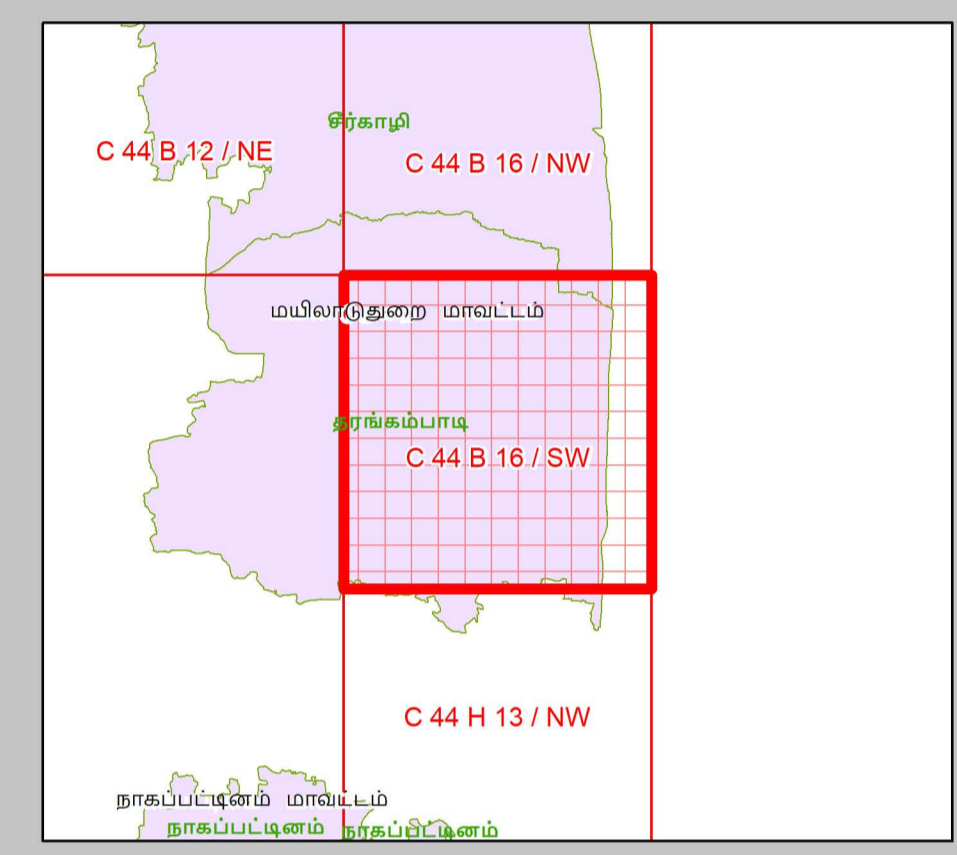 சீர்காழி
C 44 B 12 / NE
C 44 B 16 / NW
மயிலாடுதுறை மாவட்டம்
தரங்கம்பாடி
C 44 B 16 / SW
C 44 H 13 / NW
நாகப்பட்டினம் மாவட்டம்
நாகப்பட்டினம் நாகப்பட்டினம்